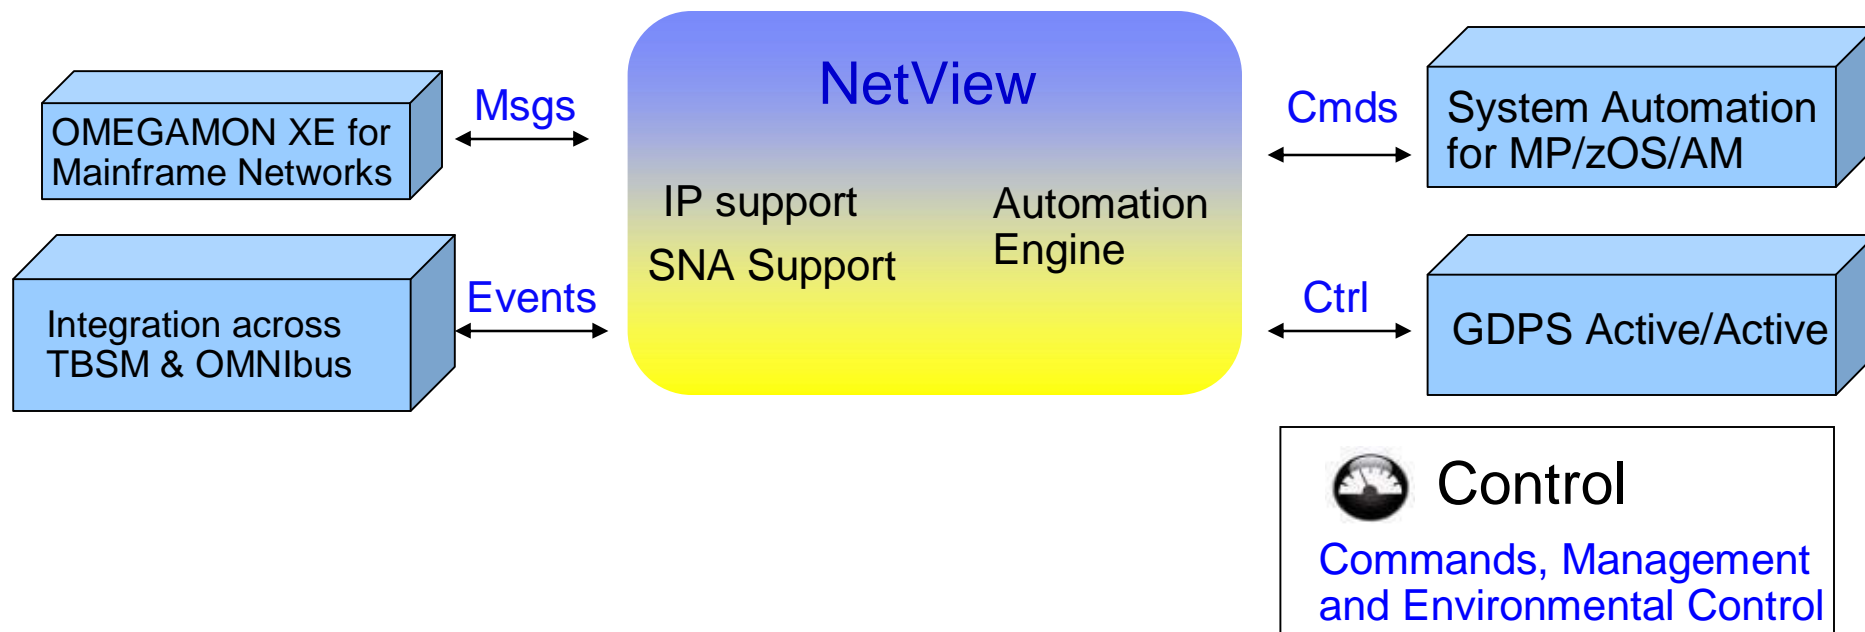 NetView
OMEGAMON XE for
Mainframe Networks
Msgs
IP support
SNA Support
Automation
Engine
Cmds
System Automation
for MP/zOS/AM
Integration across
TBSM & OMNIbus
Events
Ctrl
GDPS Active/Active
Control
Commands, Management
and Environmental Control